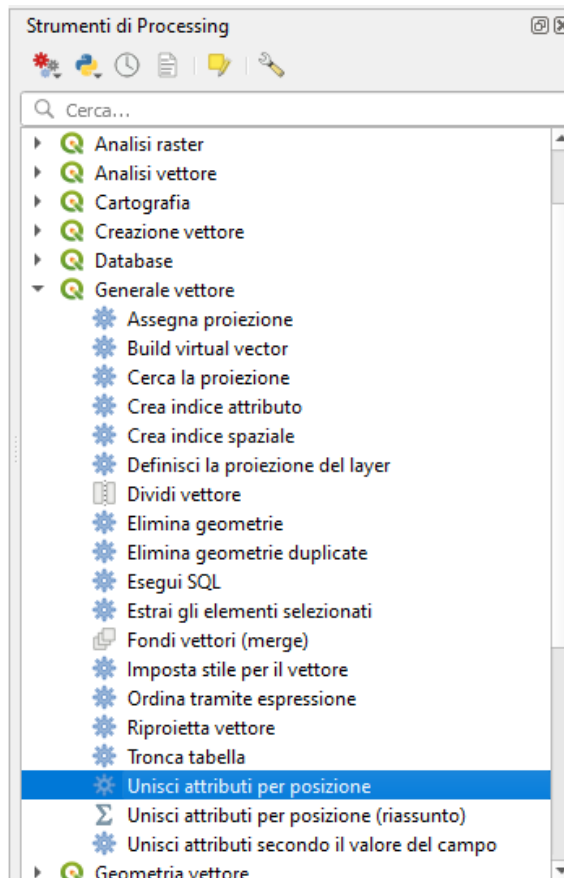 Strumenti di Processing
Cerca...
Analisi raster
Analisi vettore
Cartografia
Creazione vettore
Database
Generale vettore
Assegna proiezione
Build virtual vector
Cerca la proiezione
Crea indice attributo
Crea indice spaziale
Definisci la proiezione del layer
Dividi vettore
Elimina geometrie
Elimina geometrie duplicate
Esegui SQL
Estrai gli elementi selezionati
Fondi vettori (merge)
Imposta stile per il vettore
Ordina tramite espressione
Riproietta vettore
Tronca tabella
Unisci attributi per posizione
Unisci attributi per posizione (riassunto)
Unisci attributi secondo il valore del campo
Geometria vettore